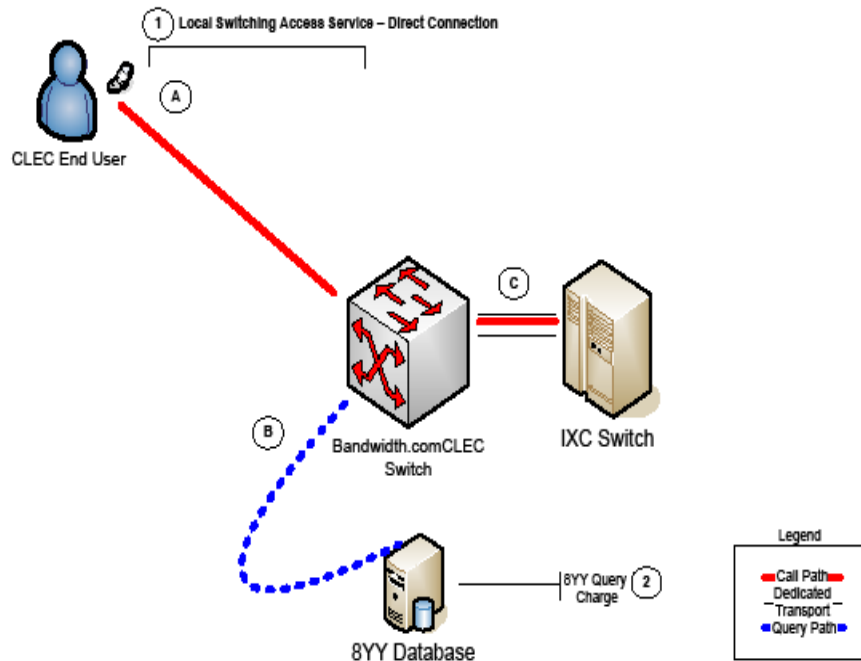 1 Local Switching Access Service – Direct Connection
A
CLEC End User
C
B
Bandwidth.comCLEC
Switch
IXC Switch
8YY Query
Charge
2
8YY Database
Legend
Call Path
Dedicated
Transport
Query Path